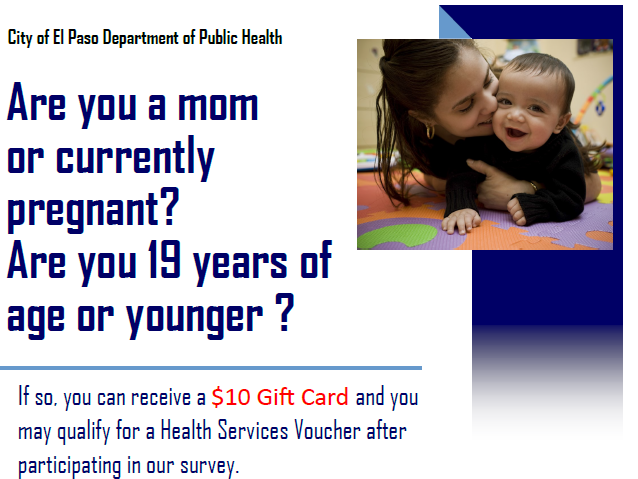 City of El Paso Department of Public Health
Are you a mom
or currently
pregnant?
Are you 19 years of
age or younger ?
If so, you can receive a $10 Gift Card and you
may qualify for a Health Services Voucher after
participating in our survey.